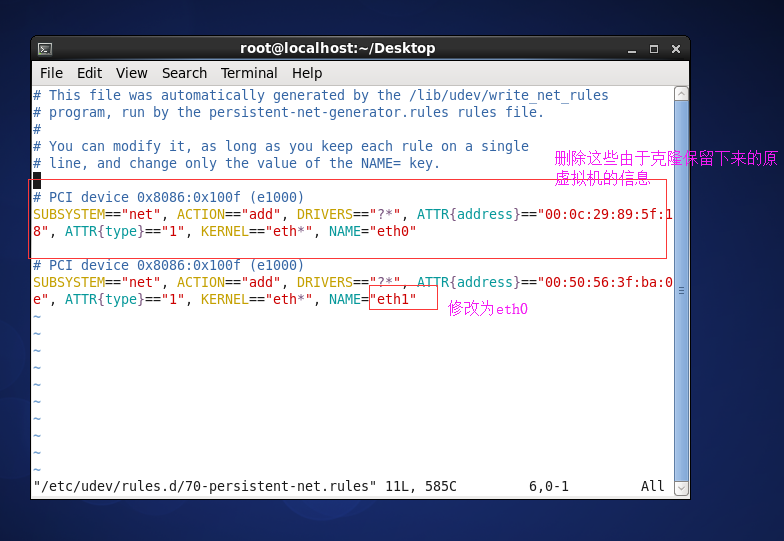 root@localhost:~/Desktop
File Edit View Search Terminal Help
# This file was automatically generated by the /lib/udev/write_net_rules
# program, run by the persistent-net-generator.rules rules file.
#
# You can modify it, as long as you keep each rule on a single
# line, and change only the value of the NAME= key.
删除这些由于克隆保留下来的原
虚拟机的信息
# PCI device 0x8086:0x100f (e1000)
SUBSYSTEM=="net", ACTION=="add", DRIVERS=="?*", ATTR{address}=="00:0c:29:89:5f:1
8", ATTR{type}=="1", KERNEL=="eth*", NAME="eth0"
# PCI device 0x8086:0x100f (e1000)
SUBSYSTEM=="net", ACTION=="add", DRIVERS=="?*", ATTR{address}=="00:50:56:3f:ba:0
e", ATTR{type}=="1", KERNEL=="eth*", NAME="eth1"
修改为eth0
~
~
~
~
~
~
~
~
~
~
"/etc/udev/rules.d/70-persistent-net.rules" 11L, 585C 6,0-1 All